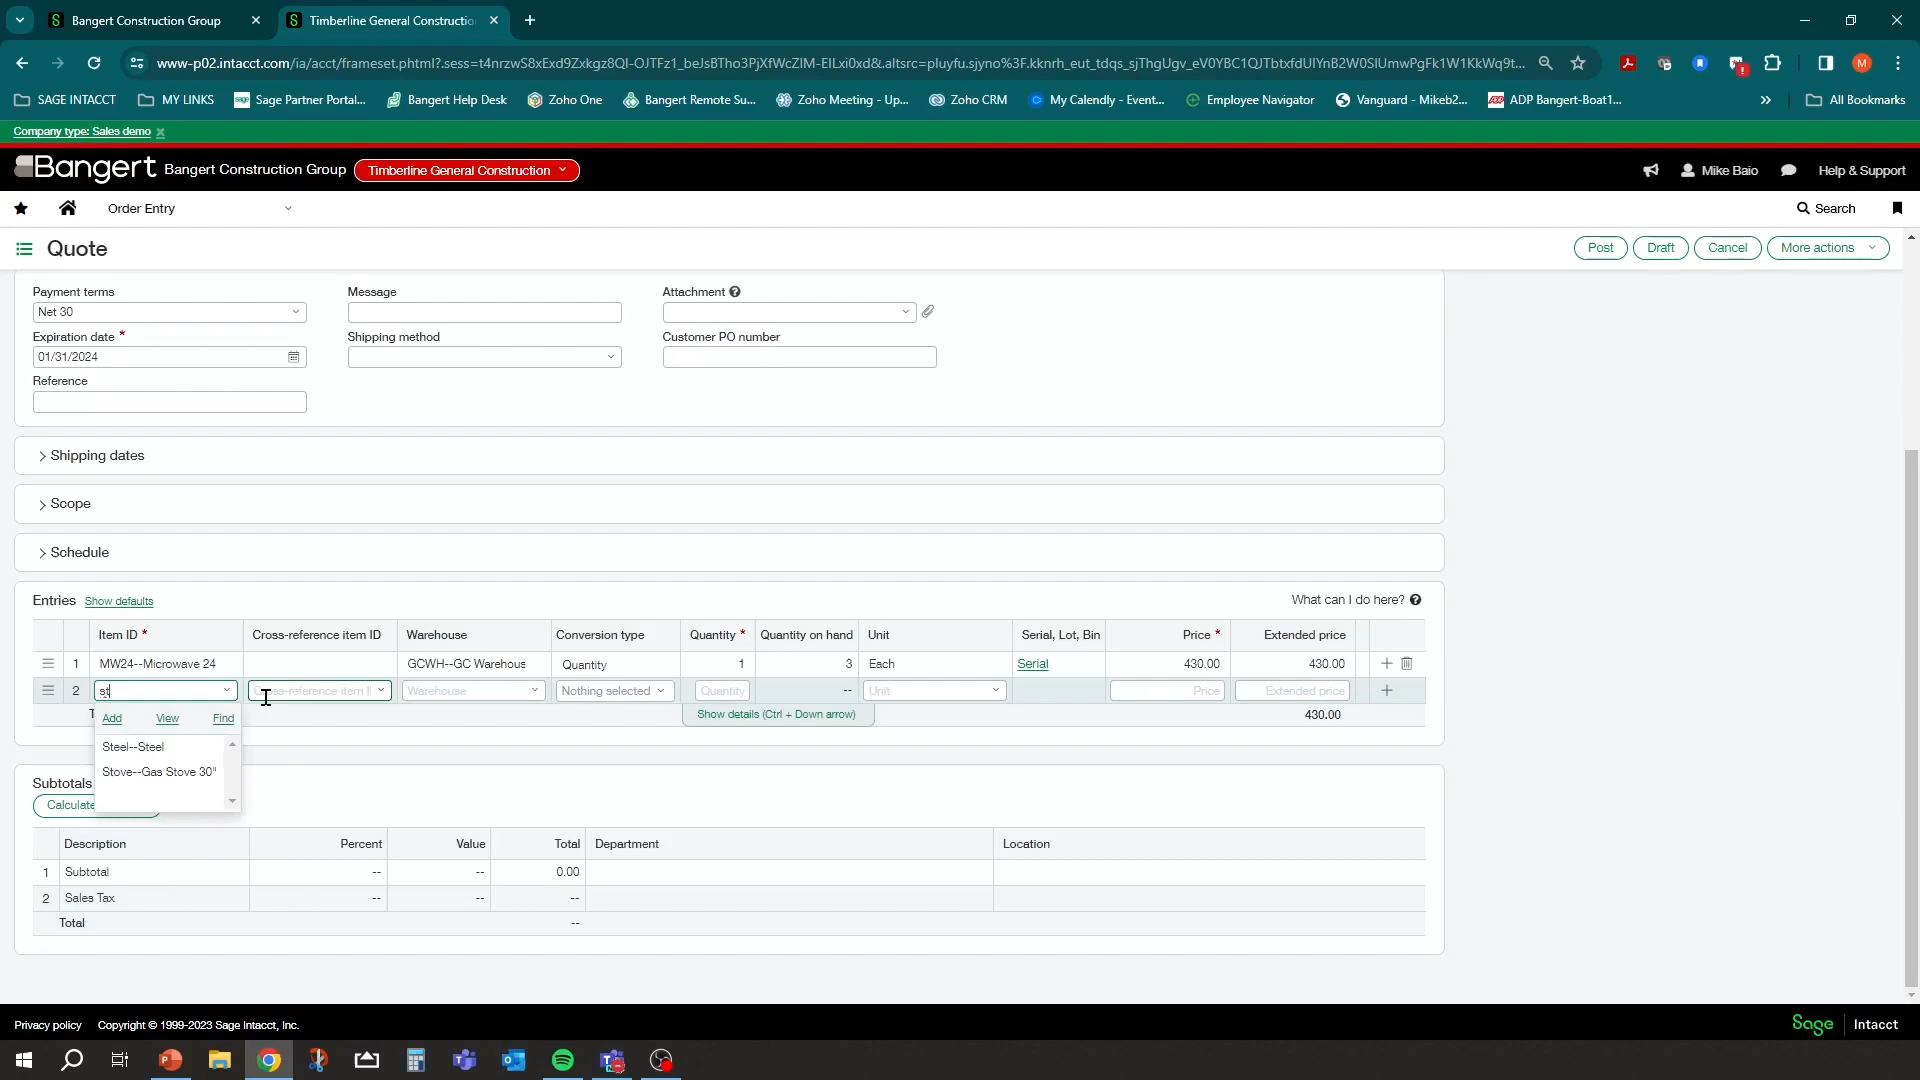 Bangert Construction Group
Timberline General Constructio
www-p02.intacct.com/ia/acct/frameset.phtml?.sess=t4nrzwS8xExd9Zxkgz8QI-OJTFz1_beJsBTho3PjXfWcZIM-EILxi0xd&.altsrc=pluyfu.sjyno%3F.kknrh_eut_tdqs_sjThgUgv_eV0YBC1QJTbtxfdUIYnB2W0SIUmwPgFk1W1KkWq9t...
SAGE INTACCT
MY LINKS
Sage Partner Portal...
Bangert Help Desk
Zoho One
Bangert Remote Su...
Zoho Meeting - Up...
Zoho CRM
My Calendly - Event...
Employee Navigator
Vanguard - Mikeb2...
ADP Bangert-Boat1...
All Bookmarks
Company type: Sales demo
Bangert Bangert Construction Group Timberline General Construction
Mike Baio
Help & Support
Order Entry
Search
Quote
Post Draft Cancel More actions
Payment terms Message Attachment
Net 30
Expiration date * Shipping method Customer PO number
01/31/2024
Reference
Shipping dates
Scope
Schedule
Entries Show defaults What can I do here?
Item ID * Cross-reference item ID Warehouse Conversion type Quantity * Quantity on hand Unit Serial, Lot, Bin Price * Extended price
1 MW24--Microwave 24 GCWH--GC Warehous Quantity 1 3 Each Serial 430.00 430.00
2 st Cross-reference item I Warehouse Nothing selected Quantity -- Unit Price Extended price
Add View Find
Show details (Ctrl + Down arrow) 430.00
Steel--Steel
Stove--Gas Stove 30"
Subtotals
Calculate
Description Percent Value Total Department Location
1 Subtotal -- -- 0.00
2 Sales Tax -- -- --
Total --
Privacy policy Copyright © 1999-2023 Sage Intacct, Inc.
Sage Intacct